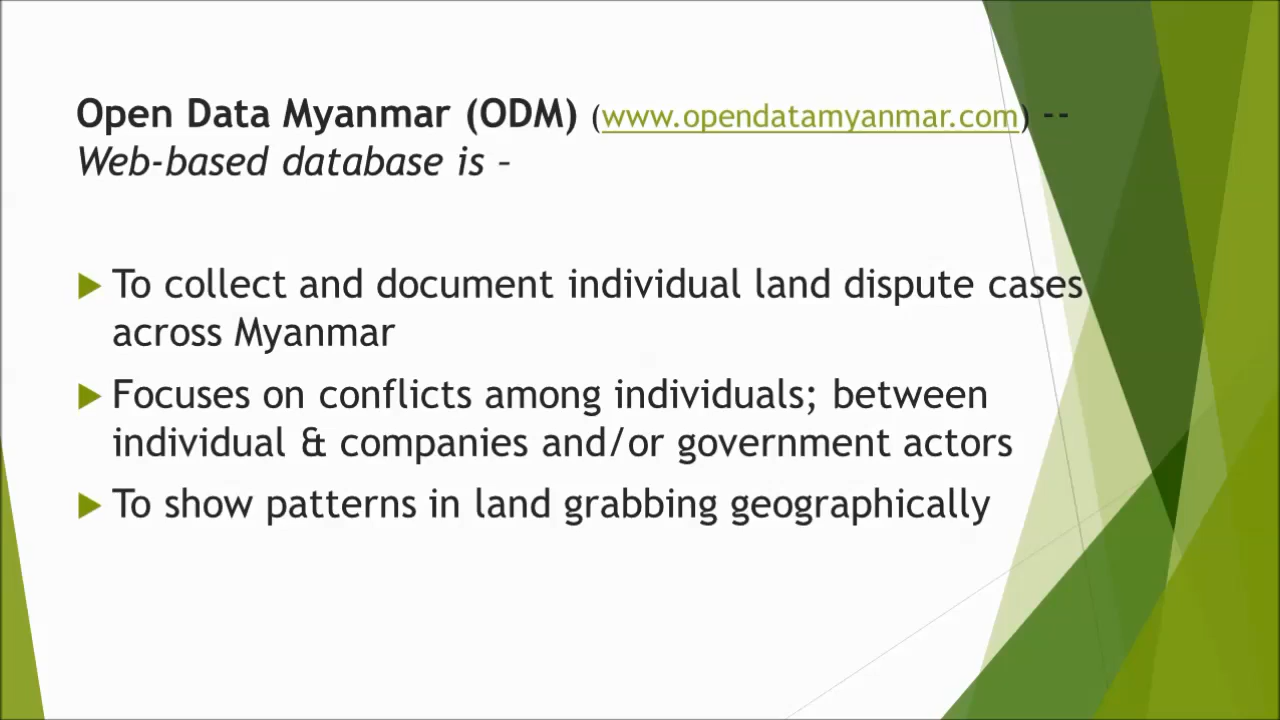 Open Data Myanmar (ODM) (www.opendatamyanmar.com) --
Web-based database is –
To collect and document individual land dispute cases
across Myanmar
Focuses on conflicts among individuals; between
individual & companies and/or government actors
To show patterns in land grabbing geographically